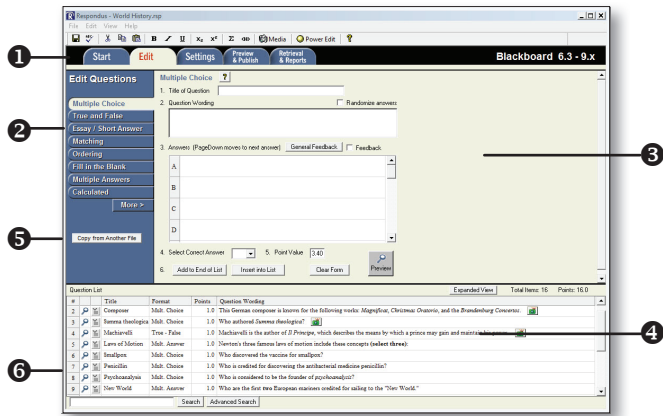 Respondus - World History.rsp
File Edit View Help
B I U X₂ X² Σ Media Power Edit ?
Start Edit Settings Preview & Publish Retrieval & Reports Blackboard 6.3 - 9.x
1
Edit Questions
Multiple Choice ?
1. Title of Question
Multiple Choice
2. Question Wording Randomize answers
True and False
2
Essay / Short Answer
Matching
3. Answers (PageDown moves to next answer) General Feedback Feedback
3
Ordering
A
Fill in the Blank
Multiple Answers
B
Calculated
More >
C
5
Copy from Another File
D
4. Select Correct Answer 5. Point Value 3.40
6. Add to End of List Insert into List Clear Form Preview
Question List Expanded View Total Items: 16 Points: 16.0
# Title Format Points Question Wording
2 Composer Mult. Choice 1.0 This German composer is known for the following works: Magnificat, Christmas Oratorio, and the Brandenburg Concertos.
3 Summa theologica Mult. Choice 1.0 Who authored Summa theologica?
4 Machiavelli True - False 1.0 Machiavelli is the author of Il Principe, which describes the means by which a prince may gain and maintain his power.
4
5 Laws of Motion Mult. Answer 1.0 Newton's three famous laws of motion include these concepts (select three):
6 Smallpox Mult. Choice 1.0 Who discovered the vaccine for smallpox?
7 Penicillin Mult. Choice 1.0 Who is credited for discovering the antibacterial medicine penicillin?
6
8 Psychoanalysis Mult. Choice 1.0 Who is considered to be the founder of psychoanalysis?
9 New World Mult. Answer 1.0 Who are the first two European mariners credited for sailing to the "New World."
Search Advanced Search